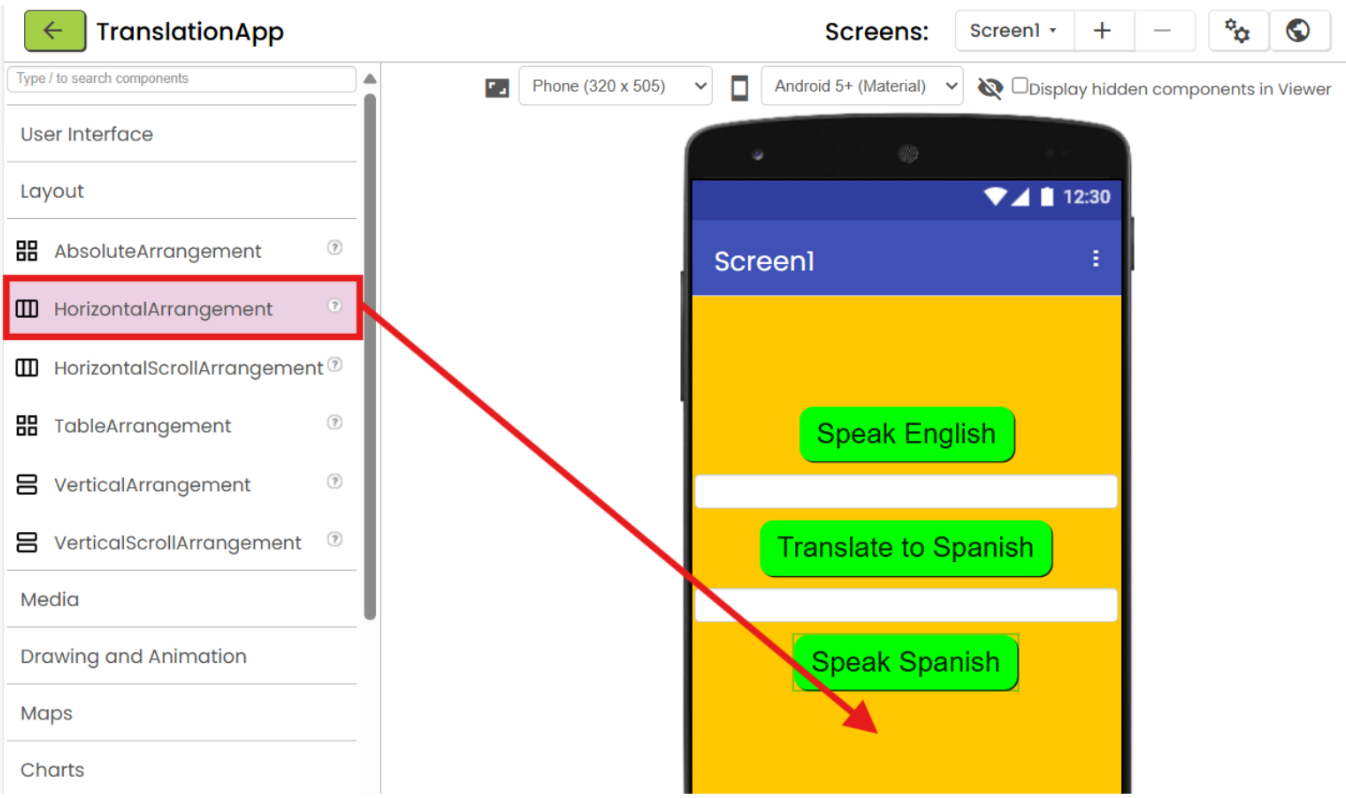 TranslationApp
Screens:
Screen1
Type / to search components
Phone (320 x 505)
Android 5+ (Material)
Display hidden components in Viewer
User Interface
Layout
AbsoluteArrangement
HorizontalArrangement
HorizontalScrollArrangement
TableArrangement
VerticalArrangement
VerticalScrollArrangement
Media
Drawing and Animation
Maps
Charts
12:30
Screen1
Speak English
Translate to Spanish
Speak Spanish